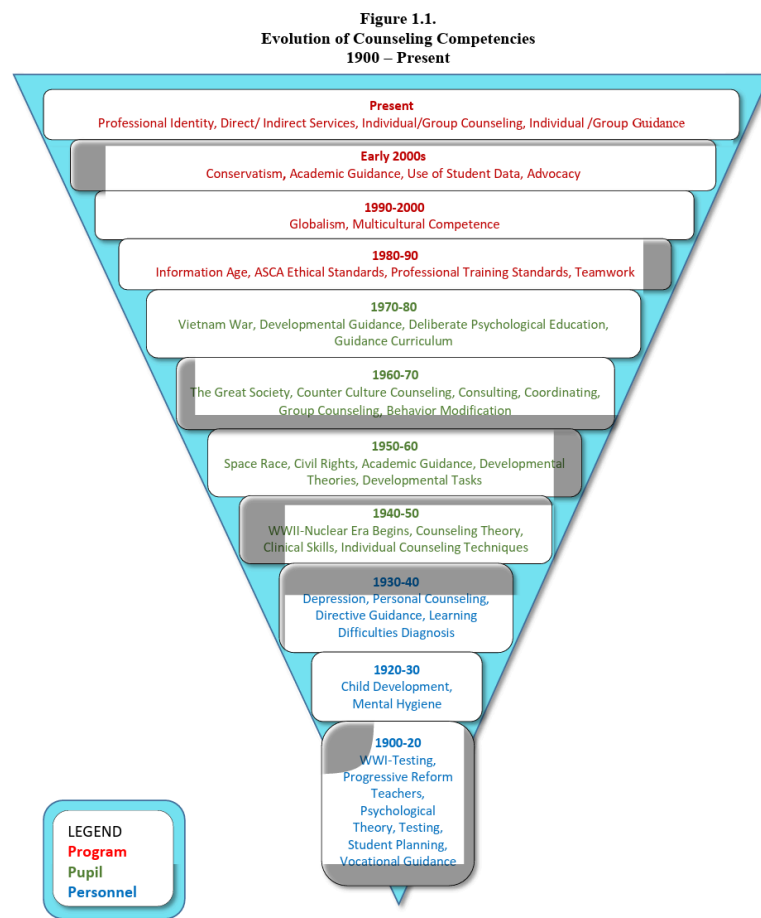 Figure 1.1.
Evolution of Counseling Competencies
1900 – Present
Present
Professional Identity, Direct/ Indirect Services, Individual/Group Counseling, Individual /Group Guidance
Early 2000s
Conservatism, Academic Guidance, Use of Student Data, Advocacy
1990-2000
Globalism, Multicultural Competence
1980-90
Information Age, ASCA Ethical Standards, Professional Training Standards, Teamwork
1970-80
Vietnam War, Developmental Guidance, Deliberate Psychological Education,
Guidance Curriculum
1960-70
The Great Society, Counter Culture Counseling, Consulting, Coordinating,
Group Counseling, Behavior Modification
1950-60
Space Race, Civil Rights, Academic Guidance, Developmental
Theories, Developmental Tasks
1940-50
WWII-Nuclear Era Begins, Counseling Theory,
Clinical Skills, Individual Counseling Techniques
1930-40
Depression, Personal Counseling,
Directive Guidance, Learning
Difficulties Diagnosis
1920-30
Child Development,
Mental Hygiene
1900-20
WWI-Testing,
Progressive Reform
Teachers,
Psychological
Theory, Testing,
Student Planning,
Vocational Guidance
LEGEND
Program
Pupil
Personnel